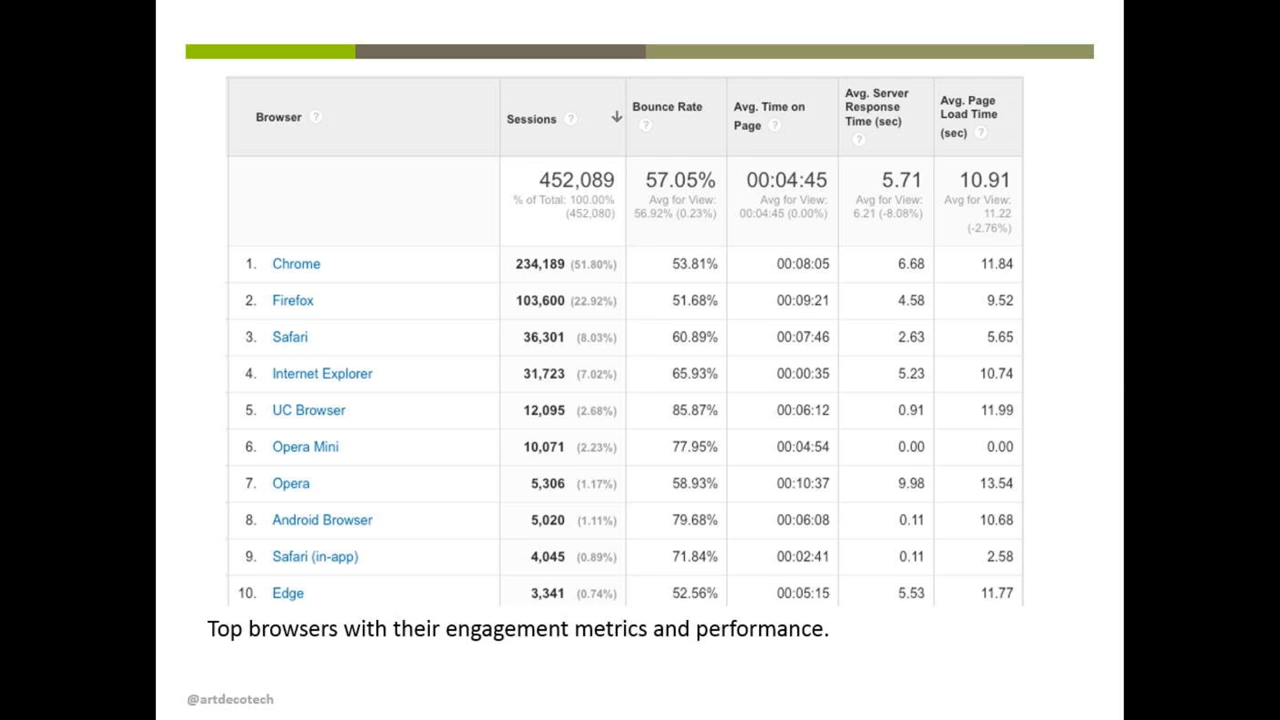 Browser ? Sessions ? ↓ Bounce Rate ? Avg. Time on Page ? Avg. Server Response Time (sec) ? Avg. Page Load Time (sec) ?
452,089 57.05% 00:04:45 5.71 10.91
% of Total: 100.00% (452,080) Avg for View: 56.92% (0.23%) Avg for View: 00:04:45 (0.00%) Avg for View: 6.21 (-8.08%) Avg for View: 11.22 (-2.76%)
1. Chrome 234,189 (51.80%) 53.81% 00:08:05 6.68 11.84
2. Firefox 103,600 (22.92%) 51.68% 00:09:21 4.58 9.52
3. Safari 36,301 (8.03%) 60.89% 00:07:46 2.63 5.65
4. Internet Explorer 31,723 (7.02%) 65.93% 00:00:35 5.23 10.74
5. UC Browser 12,095 (2.68%) 85.87% 00:06:12 0.91 11.99
6. Opera Mini 10,071 (2.23%) 77.95% 00:04:54 0.00 0.00
7. Opera 5,306 (1.17%) 58.93% 00:10:37 9.98 13.54
8. Android Browser 5,020 (1.11%) 79.68% 00:06:08 0.11 10.68
9. Safari (in-app) 4,045 (0.89%) 71.84% 00:02:41 0.11 2.58
10. Edge 3,341 (0.74%) 52.56% 00:05:15 5.53 11.77
Top browsers with their engagement metrics and performance.
@artdecotech